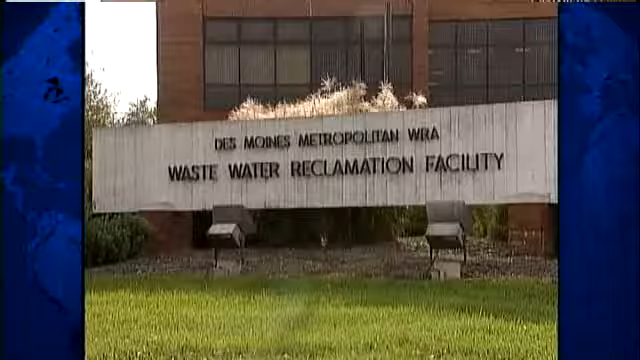 DES MOINES METROPOLITAN WRA
WASTE WATER RECLAMATION FACILITY